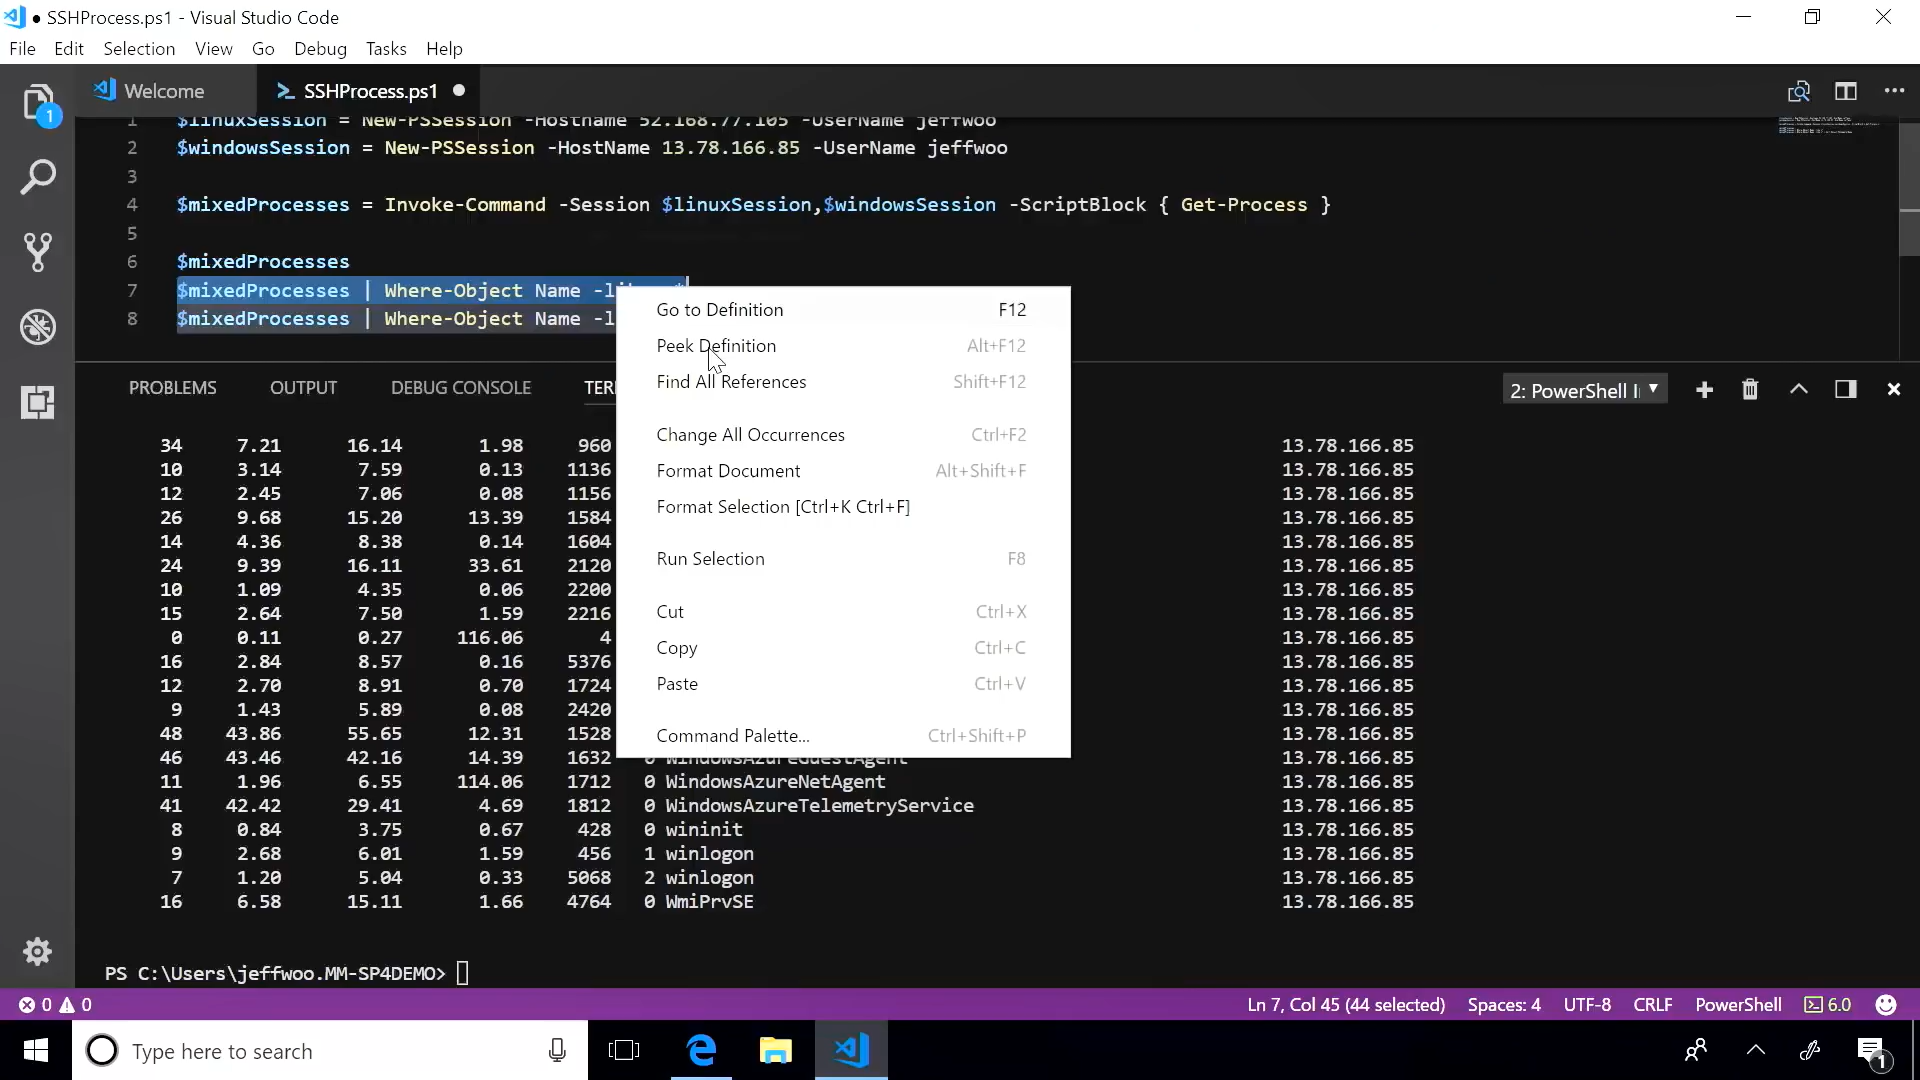 ● SSHProcess.ps1 - Visual Studio Code
File Edit Selection View Go Debug Tasks Help
1
Welcome
SSHProcess.ps1
1 $linuxSession = New-PSSession -HostName 52.168.77.105 -UserName jeffwoo
2 $windowsSession = New-PSSession -HostName 13.78.166.85 -UserName jeffwoo
3
4 $mixedProcesses = Invoke-Command -Session $linuxSession,$windowsSession -ScriptBlock { Get-Process }
5
6 $mixedProcesses
7 $mixedProcesses | Where-Object Name -l
8 $mixedProcesses | Where-Object Name -l
Go to Definition F12
Peek Definition Alt+F12
Find All References Shift+F12
Change All Occurrences Ctrl+F2
Format Document Alt+Shift+F
Format Selection [Ctrl+K Ctrl+F]
Run Selection F8
Cut Ctrl+X
Copy Ctrl+C
Paste Ctrl+V
Command Palette... Ctrl+Shift+P
PROBLEMS OUTPUT DEBUG CONSOLE TER 2: PowerShell I
34 7.21 16.14 1.98 960 13.78.166.85
10 3.14 7.59 0.13 1136 13.78.166.85
12 2.45 7.06 0.08 1156 13.78.166.85
26 9.68 15.20 13.39 1584 13.78.166.85
14 4.36 8.38 0.14 1604 13.78.166.85
24 9.39 16.11 33.61 2120 13.78.166.85
10 1.09 4.35 0.06 2200 13.78.166.85
15 2.64 7.50 1.59 2216 13.78.166.85
0 0.11 0.27 116.06 4 13.78.166.85
16 2.84 8.57 0.16 5376 13.78.166.85
12 2.70 8.91 0.70 1724 13.78.166.85
9 1.43 5.89 0.08 2420 13.78.166.85
48 43.86 55.65 12.31 1528 13.78.166.85
46 43.46 42.16 14.39 1632 0 WindowsAzureGuestAgent 13.78.166.85
11 1.96 6.55 114.06 1712 0 WindowsAzureNetAgent 13.78.166.85
41 42.42 29.41 4.69 1812 0 WindowsAzureTelemetryService 13.78.166.85
8 0.84 3.75 0.67 428 0 wininit 13.78.166.85
9 2.68 6.01 1.59 456 1 winlogon 13.78.166.85
7 1.20 5.04 0.33 5068 2 winlogon 13.78.166.85
16 6.58 15.11 1.66 4764 0 WmiPrvSE 13.78.166.85
PS C:\Users\jeffwoo.MM-SP4DEMO>
0 0 Ln 7, Col 45 (44 selected) Spaces: 4 UTF-8 CRLF PowerShell 6.0
Type here to search
1